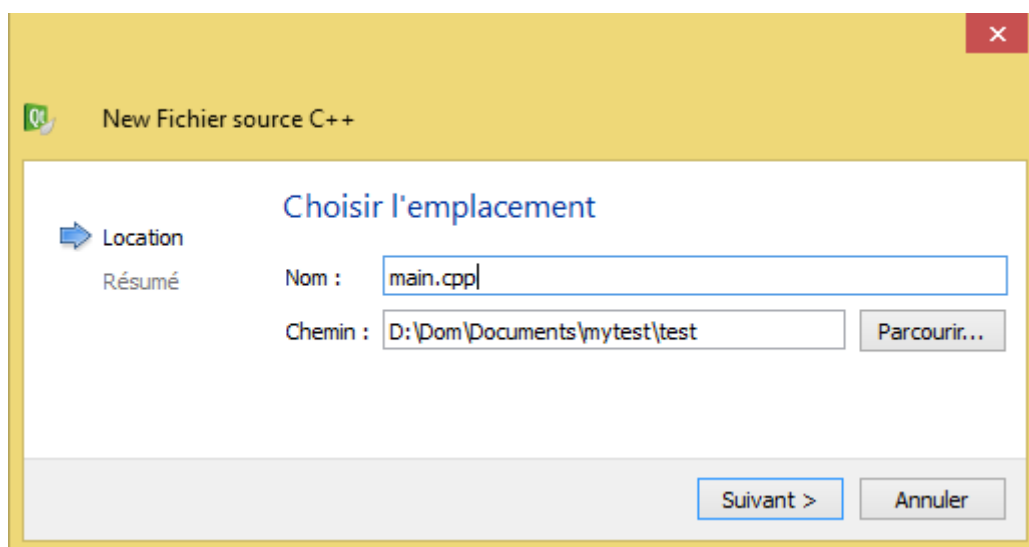 New Fichier source C++
Choisir l'emplacement
Location
Résumé
Nom : main.cpp
Chemin : D:\Dom\Documents\mytest\test Parcourir...
Suivant > Annuler